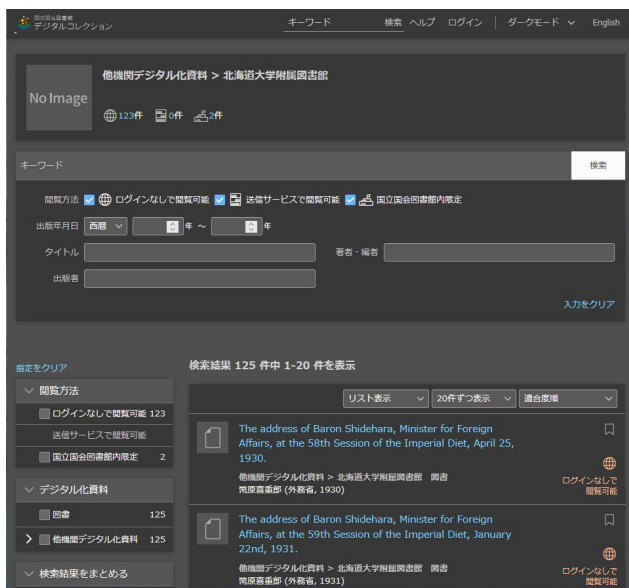 国立国会図書館
デジタルコレクション
キーワード 検索 ヘルプ ログイン ダークモード English
他機関デジタル化資料 > 北海道大学附属図書館
No Image
123件 0件 2件
キーワード 検索
閲覧方法 ログインなしで閲覧可能 送信サービスで閲覧可能 国立国会図書館内限定
出版年月日 西暦 年 ～ 年
タイトル 著者・編者
出版者
入力をクリア
指定をクリア
検索結果 125 件中 1-20 件を表示
閲覧方法
ログインなしで閲覧可能 123
送信サービスで閲覧可能
国立国会図書館内限定 2
デジタル化資料
図書 125
他機関デジタル化資料 125
検索結果をまとめる
リスト表示 20件ずつ表示 適合度順
The address of Baron Shidehara, Minister for Foreign
Affairs, at the 58th Session of the Imperial Diet, April 25,
1930.
他機関デジタル化資料 > 北海道大学附属図書館 図書
幣原喜重郎 (外務省, 1930)
ログインなしで
閲覧可能
The address of Baron Shidehara, Minister for Foreign
Affairs, at the 59th Session of the Imperial Diet, January
22nd, 1931.
他機関デジタル化資料 > 北海道大学附属図書館 図書
幣原喜重郎 (外務省, 1931)
ログインなしで
閲覧可能